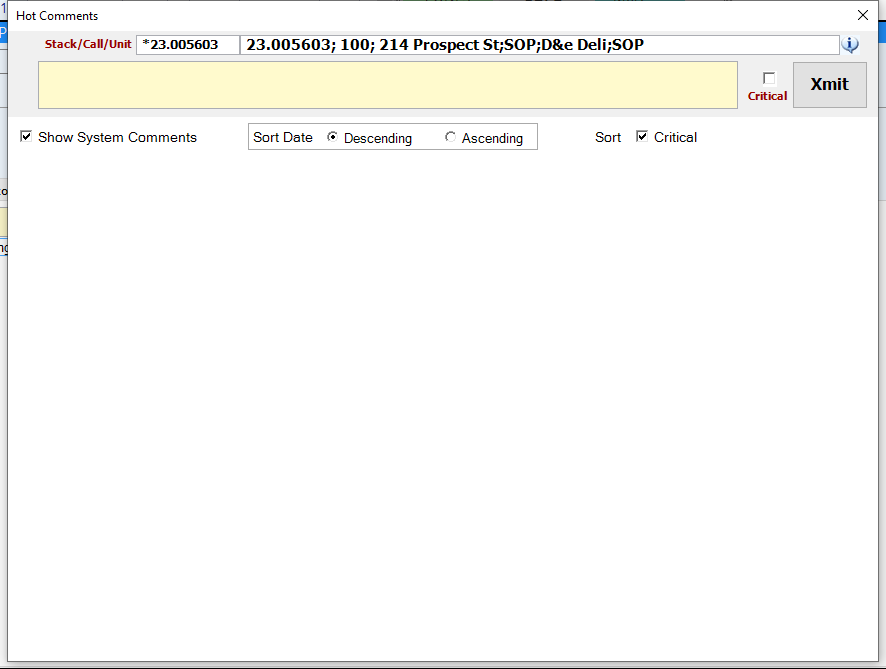 Hot Comments
Stack/Call/Unit *23.005603 23.005603; 100; 214 Prospect St;SOP;D&e Deli;SOP
Critical Xmit
Show System Comments Sort Date Descending Ascending Sort Critical